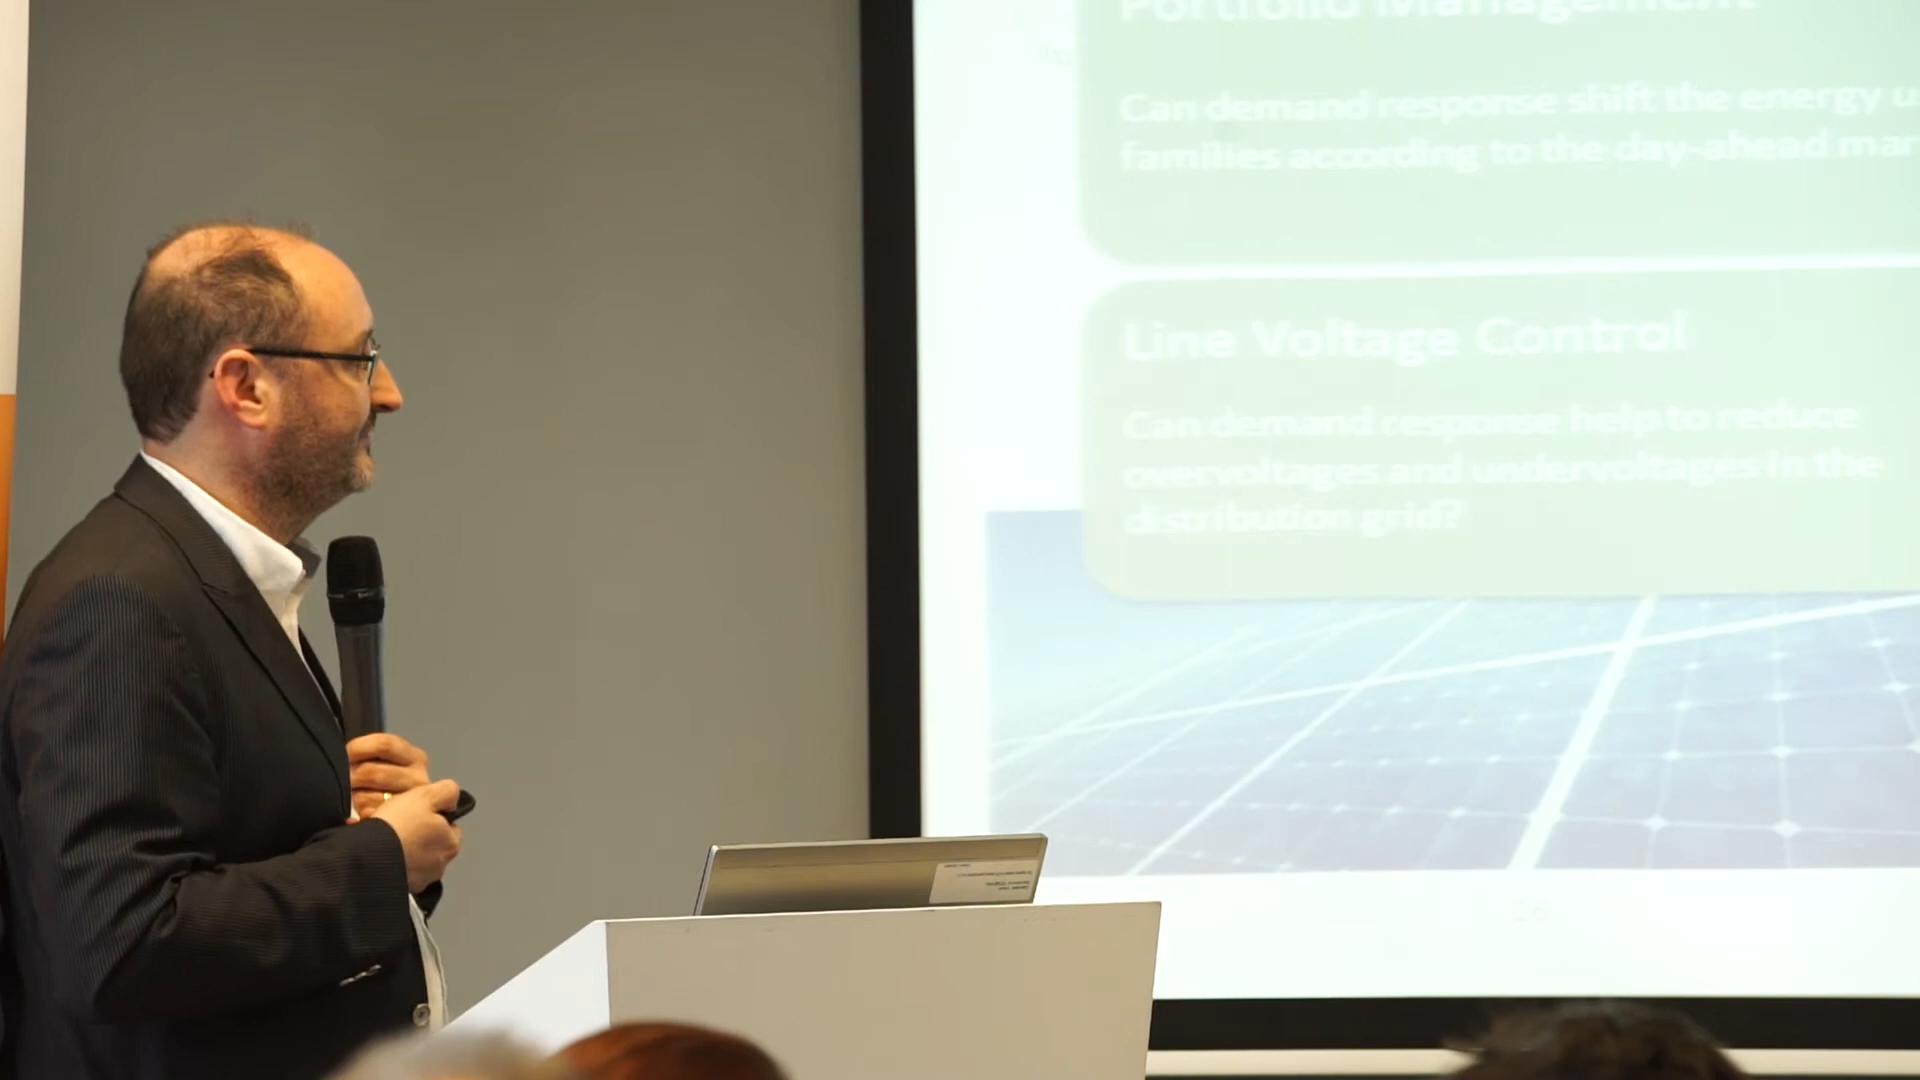 Portfolio Management
Can demand response shift the energy
families according to the day-ahead
Line Voltage Control
Can demand response help to reduce
overvoltages and undervoltages in the
distribution grid?